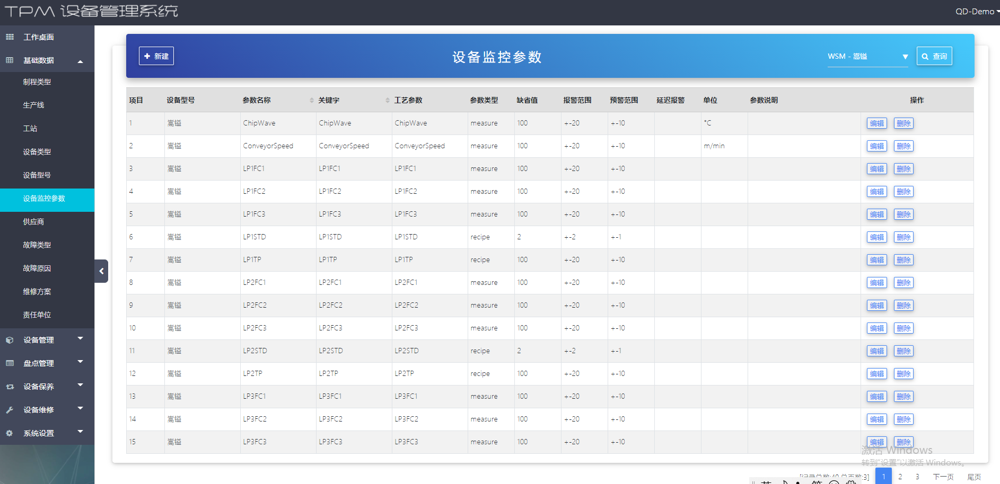 TPM 设备管理系统
QD-Demo
工作桌面
基础数据
制程类型
生产线
工站
设备类型
设备型号
设备监控参数
供应商
故障类型
故障原因
维修方案
责任单位
设备管理
盘点管理
设备保养
设备维修
系统设置
新建
设备监控参数
WSM - 嵩镒
查询
项目 设备型号 参数名称 关键字 工艺参数 参数类型 缺省值 报警范围 预警范围 延迟报警 单位 参数说明 操作
1 嵩镒 ChipWave ChipWave ChipWave measure 100 +-20 +-10 °C 编辑 删除
2 嵩镒 ConveyorSpeed ConveyorSpeed ConveyorSpeed measure 100 +-20 +-10 m/min 编辑 删除
3 嵩镒 LP1FC1 LP1FC1 LP1FC1 measure 100 +-20 +-10 编辑 删除
4 嵩镒 LP1FC2 LP1FC2 LP1FC2 measure 100 +-20 +-10 编辑 删除
5 嵩镒 LP1FC3 LP1FC3 LP1FC3 measure 100 +-20 +-10 编辑 删除
6 嵩镒 LP1STD LP1STD LP1STD recipe 2 +-2 +-1 编辑 删除
7 嵩镒 LP1TP LP1TP LP1TP recipe 100 +-20 +-10 编辑 删除
8 嵩镒 LP2FC1 LP2FC1 LP2FC1 measure 100 +-20 +-10 编辑 删除
9 嵩镒 LP2FC2 LP2FC2 LP2FC2 measure 100 +-20 +-10 编辑 删除
10 嵩镒 LP2FC3 LP2FC3 LP2FC3 measure 100 +-20 +-10 编辑 删除
11 嵩镒 LP2STD LP2STD LP2STD recipe 2 +-2 +-1 编辑 删除
12 嵩镒 LP2TP LP2TP LP2TP recipe 100 +-20 +-10 编辑 删除
13 嵩镒 LP3FC1 LP3FC1 LP3FC1 measure 100 +-20 +-10 编辑 删除
14 嵩镒 LP3FC2 LP3FC2 LP3FC2 measure 100 +-20 +-10 编辑 删除
15 嵩镒 LP3FC3 LP3FC3 LP3FC3 measure 100 +-20 +-10 编辑 删除
激活 Windows
转到"设置"以激活 Windows。
[记录总数:40 总页数:3] 1 2 3 下一页 尾页